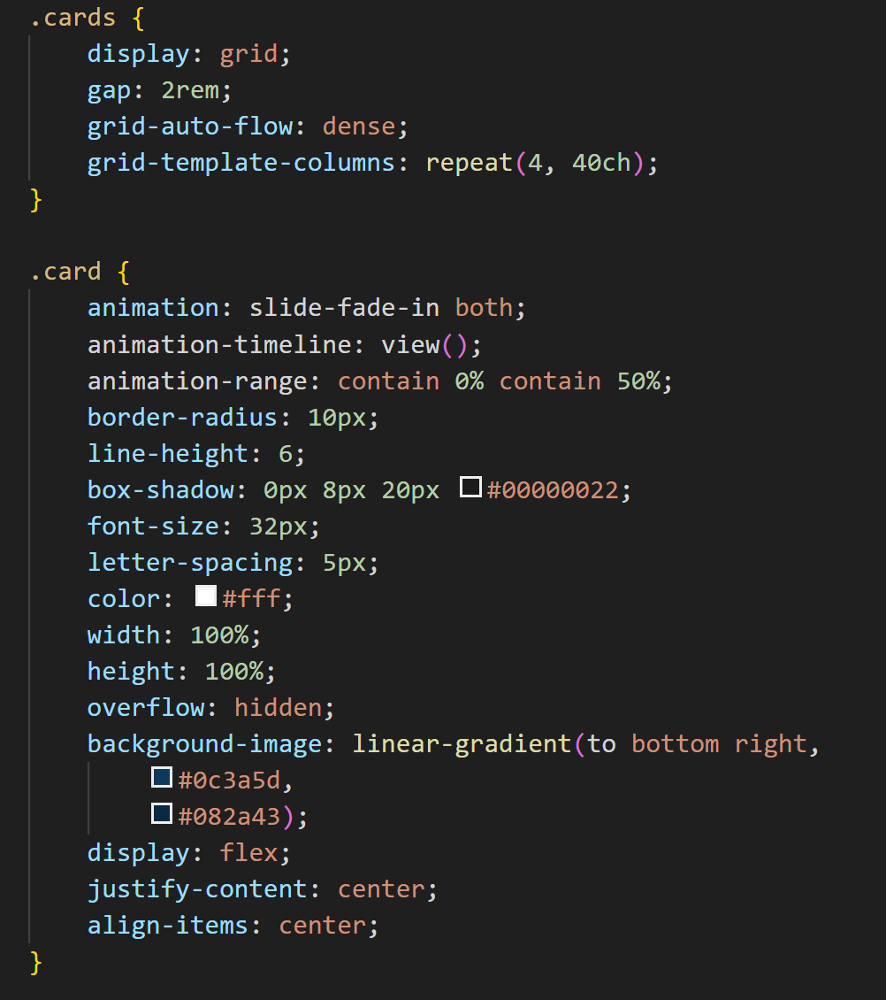 .cards {
    display: grid;
    gap: 2rem;
    grid-auto-flow: dense;
    grid-template-columns: repeat(4, 40ch);
}

.card {
    animation: slide-fade-in both;
    animation-timeline: view();
    animation-range: contain 0% contain 50%;
    border-radius: 10px;
    line-height: 6;
    box-shadow: 0px 8px 20px #00000022;
    font-size: 32px;
    letter-spacing: 5px;
    color: #fff;
    width: 100%;
    height: 100%;
    overflow: hidden;
    background-image: linear-gradient(to bottom right,
        #0c3a5d,
        #082a43);
    display: flex;
    justify-content: center;
    align-items: center;
}